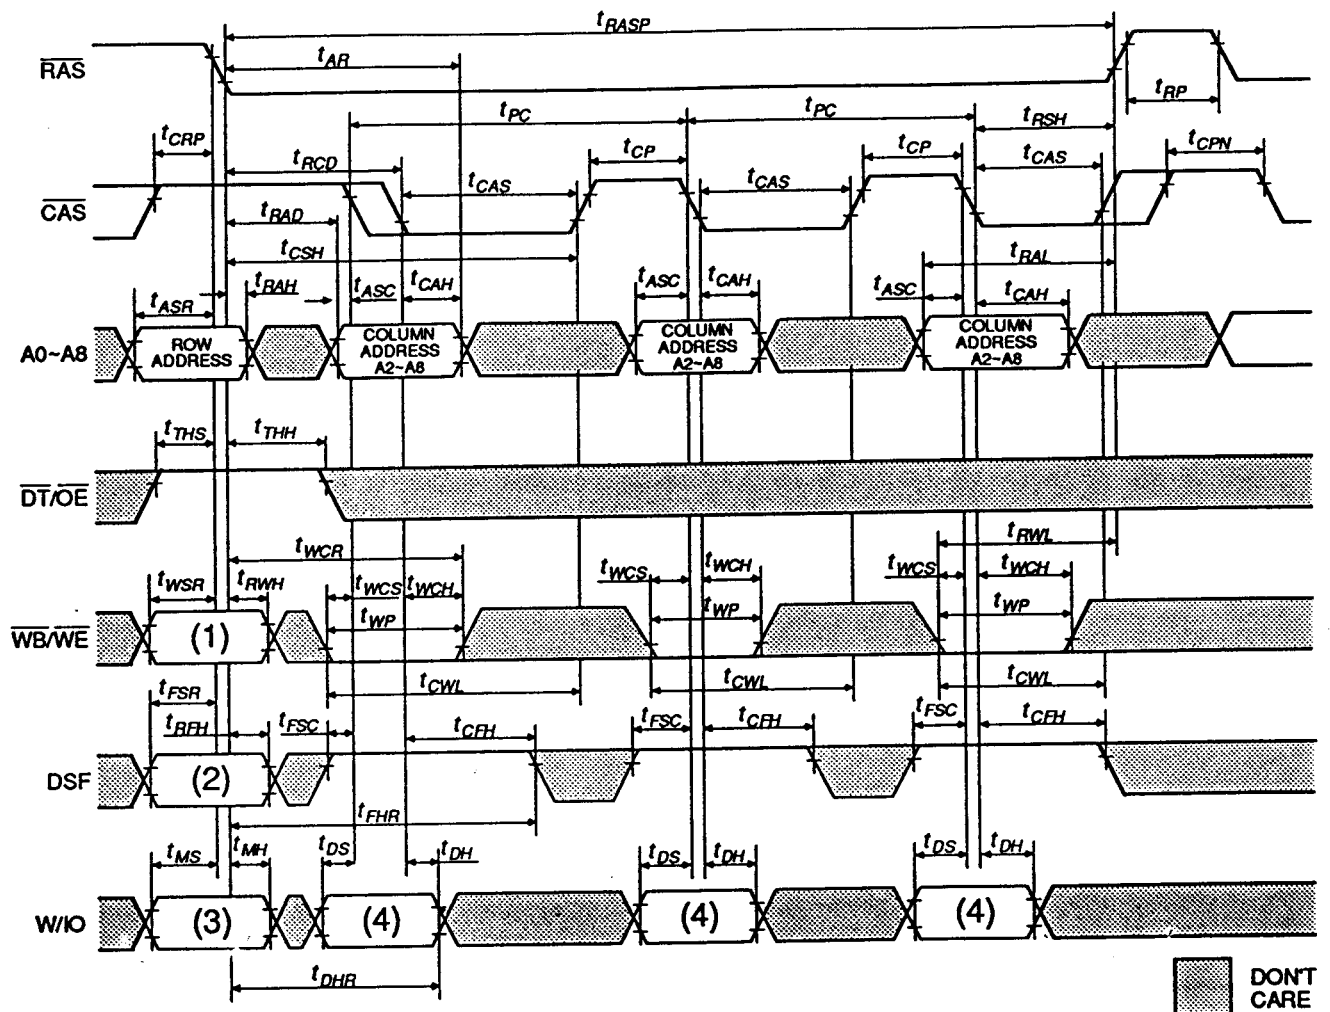 tRASP
tAR
RAS
tRP
tPC tPC tRSH
tCRP tCP tCP tCPN
tRCD tCAS tCAS tCAS
CAS
tRAD
tCSH tRAL
tASR tRAH tASC tCAH tASC tCAH tASC tCAH
A0~A8
ROW ADDRESS
COLUMN ADDRESS A2~A8
COLUMN ADDRESS A2~A8
COLUMN ADDRESS A2~A8
tTHS tTHH
DT/OE
tWCR tRWL
tWSR tRWH tWCS tWCH tWCS tWCH tWCS tWCH
tWP tWP tWP
WB/WE (1)
tCWL tCWL tCWL
tFSR
tRFH tFSC tCFH tFSC tCFH tFSC tCFH
DSF (2)
tFHR
tMS tMH tDS tDH tDS tDH tDS tDH
W/IO (3) (4) (4) (4)
tDHR
DON'T
CARE